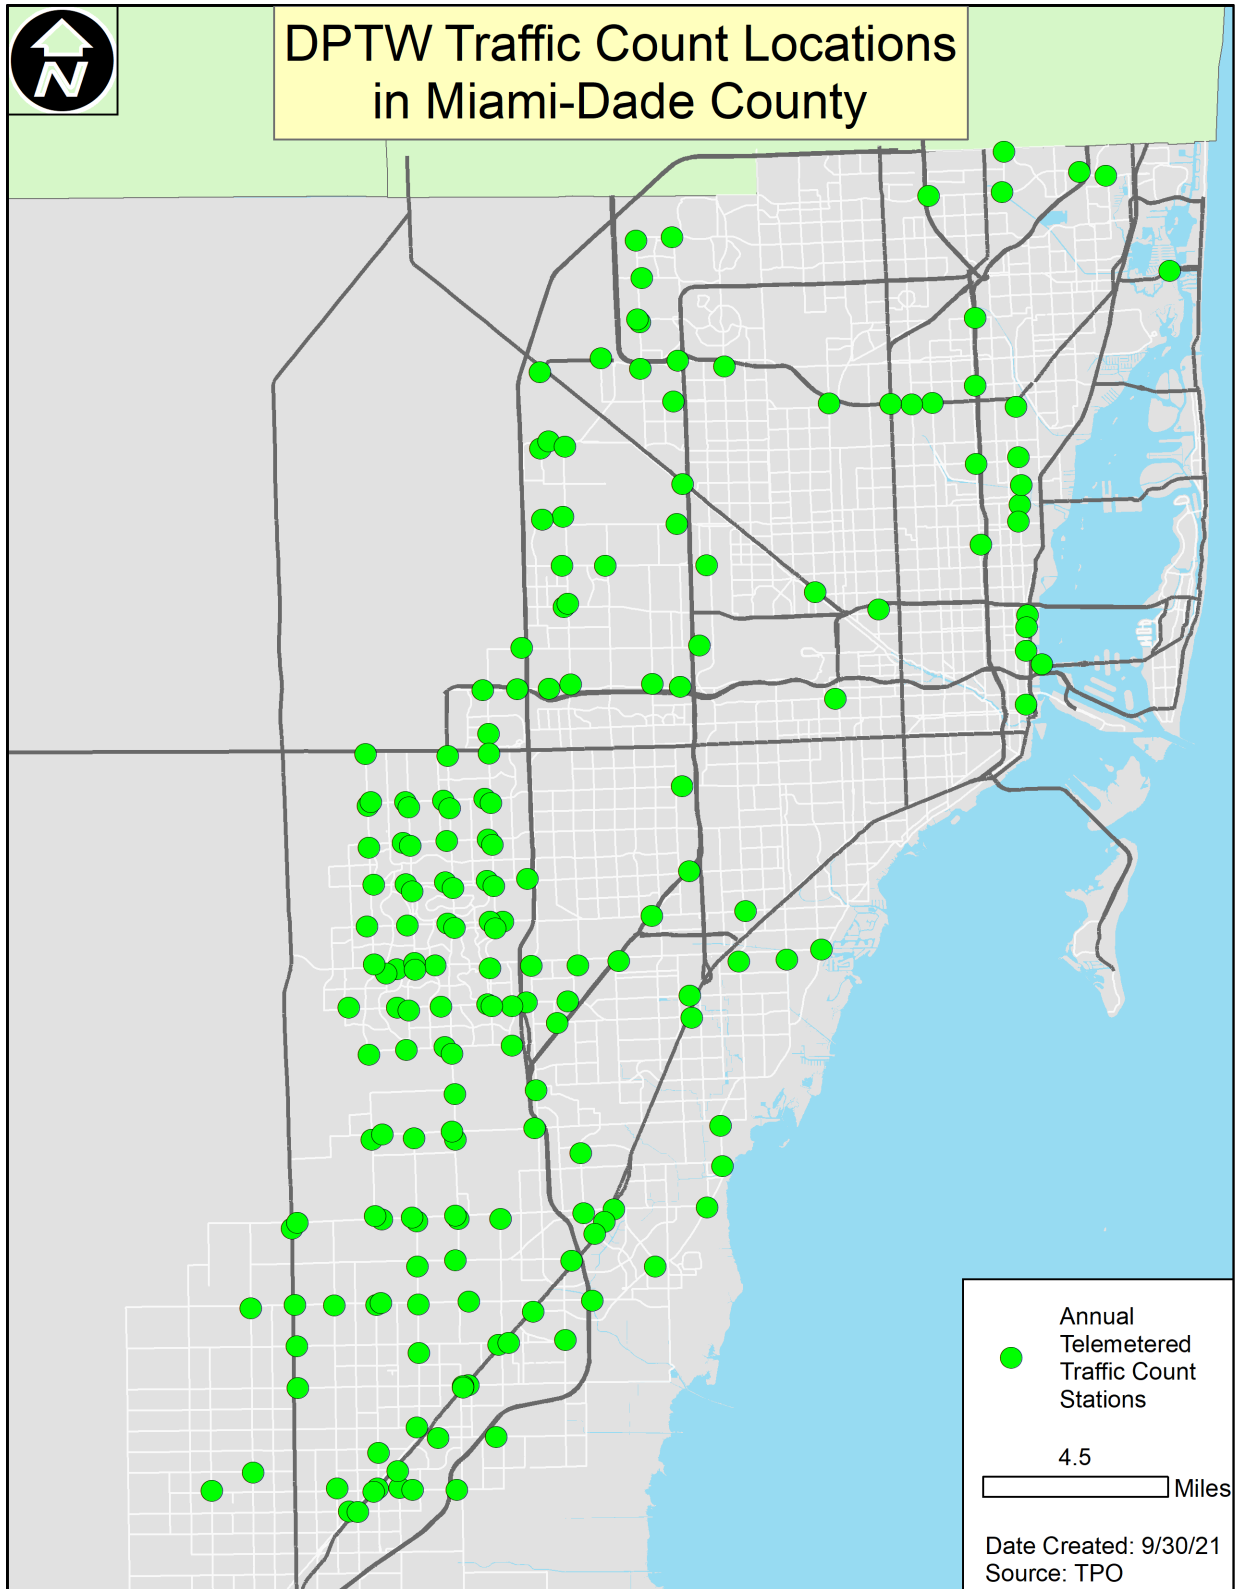 N
DPTW Traffic Count Locations
in Miami-Dade County
Annual
Telemetered
Traffic Count
Stations
4.5
Miles
Date Created: 9/30/21
Source: TPO